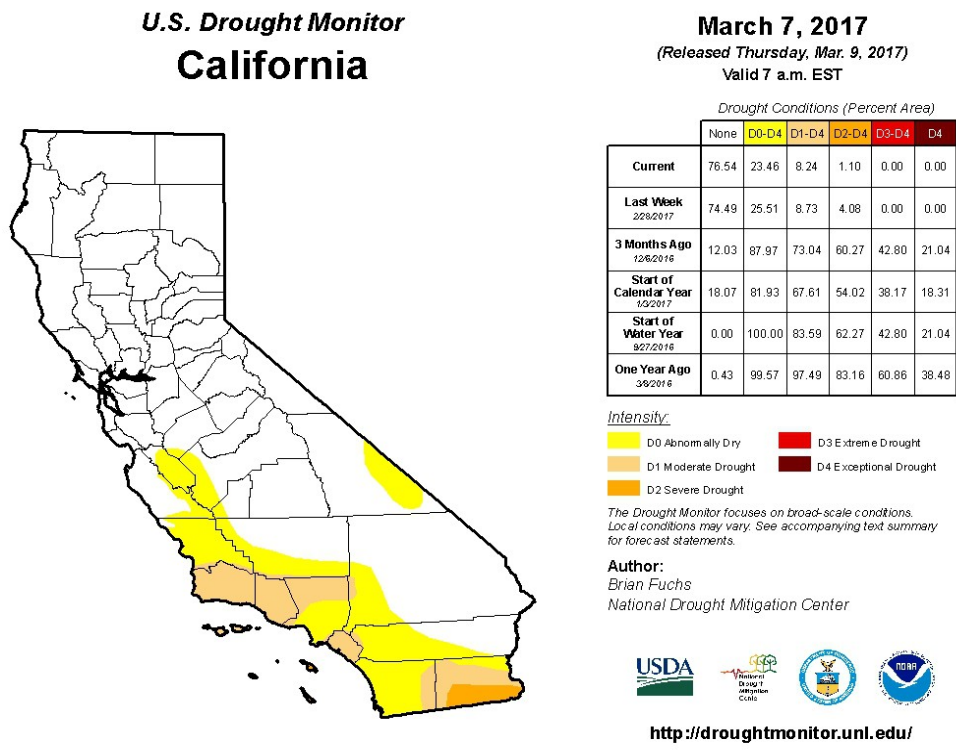 U.S. Drought Monitor
California
March 7, 2017
(Released Thursday, Mar. 9, 2017)
Valid 7 a.m. EST
Drought Conditions (Percent Area)
None D0-D4 D1-D4 D2-D4 D3-D4 D4
Current 76.54 23.46 8.24 1.10 0.00 0.00
Last Week
2/28/2017
74.49 25.51 8.73 4.08 0.00 0.00
3 Months Ago
12/6/2016
12.03 87.97 73.04 60.27 42.80 21.04
Start of
Calendar Year
1/3/2017
18.07 81.93 67.61 54.02 38.17 18.31
Start of
Water Year
9/27/2016
0.00 100.00 83.59 62.27 42.80 21.04
One Year Ago
3/8/2016
0.43 99.57 97.49 83.16 60.86 38.48
Intensity:
D0 Abnormally Dry
D1 Moderate Drought
D2 Severe Drought
D3 Extreme Drought
D4 Exceptional Drought
The Drought Monitor focuses on broad-scale conditions.
Local conditions may vary. See accompanying text summary
for forecast statements.
Author:
Brian Fuchs
National Drought Mitigation Center
USDA
National
Drought
Mitigation
Center
NOAA
http://droughtmonitor.unl.edu/